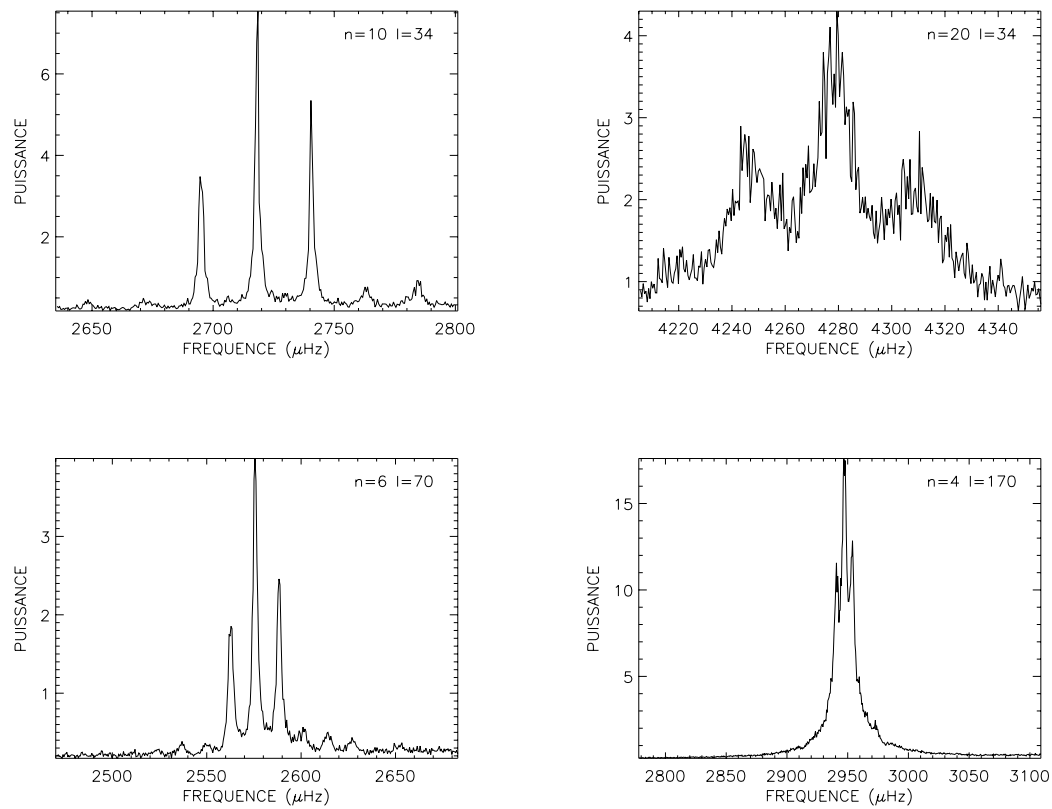 n=10 l=34
PUISSANCE
6
4
2
2650 2700 2750 2800
FREQUENCE (μHz)
n=20 l=34
PUISSANCE
4
3
2
1
4220 4240 4260 4280 4300 4320 4340
FREQUENCE (μHz)
n=6 l=70
PUISSANCE
3
2
1
2500 2550 2600 2650
FREQUENCE (μHz)
n=4 l=170
PUISSANCE
15
10
5
2800 2850 2900 2950 3000 3050 3100
FREQUENCE (μHz)